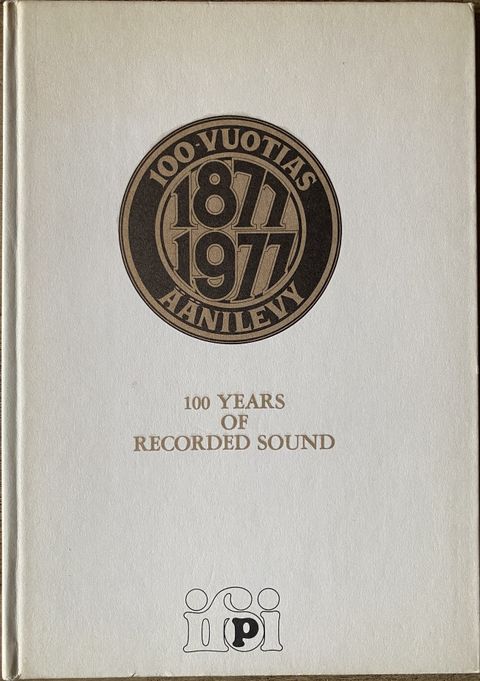 100-VUOTIAS
1877
1977
ÄÄNILEVY
100 YEARS
OF
RECORDED SOUND
ifpi